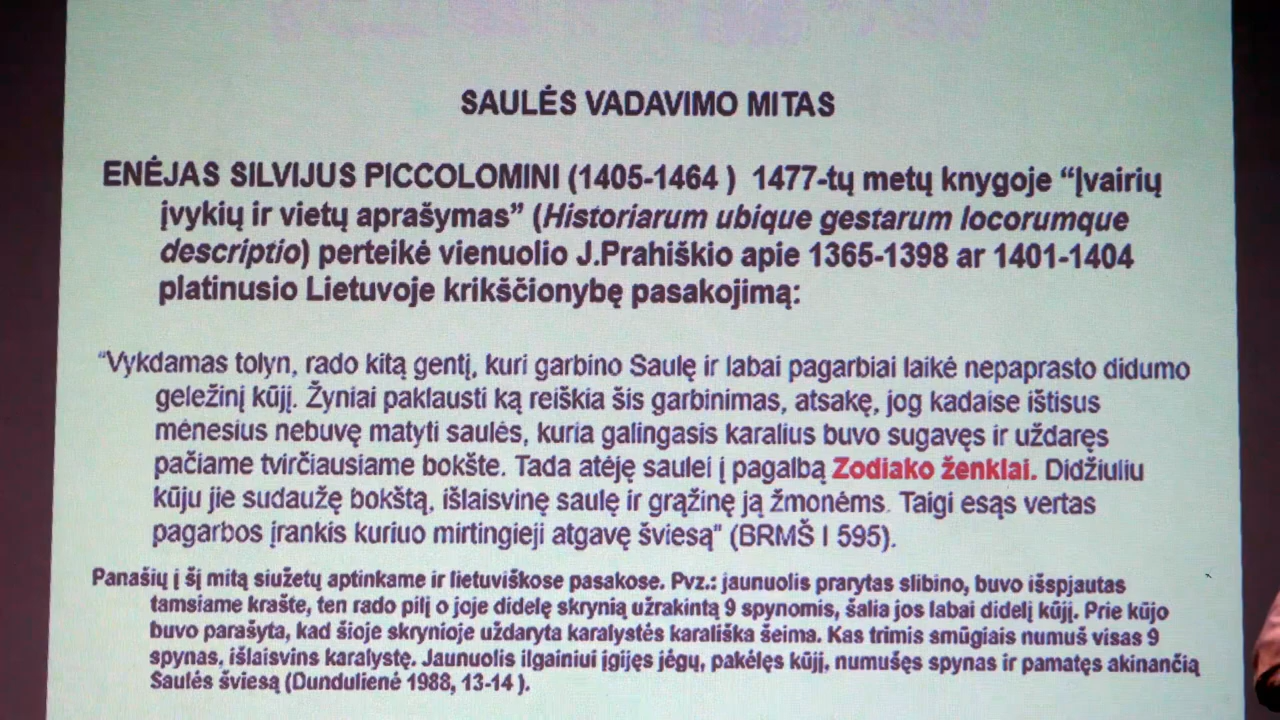 SAULĖS VADAVIMO MITAS
ENĖJAS SILVIJUS PICCOLOMINI (1405-1464 ) 1477-tų metų knygoje “Įvairių
įvykių ir vietų aprašymas” (Historiarum ubique gestarum locorumque
descriptio) perteikė vienuolio J.Prahiškio apie 1365-1398 ar 1401-1404
platinusio Lietuvoje krikščionybę pasakojimą:
“Vykdamas tolyn, rado kitą gentį, kuri garbino Saulę ir labai pagarbiai laikė nepaprasto didumo
geležinį kūjį. Žyniai paklausti ką reiškia šis garbinimas, atsakę, jog kadaise ištisus
mėnesius nebuvę matyti saulės, kuria galingasis karalius buvo sugavęs ir uždaręs
pačiame tvirčiausiame bokšte. Tada atėję saulei į pagalbą Zodiako ženklai. Didžiuliu
kūju jie sudaužę bokštą, išlaisvinę saulę ir grąžinę ją žmonėms. Taigi esąs vertas
pagarbos įrankis kuriuo mirtingieji atgavę šviesą" (BRMŠ I 595).
Panašių į šį mitą siužetų aptinkame ir lietuviškose pasakose. Pvz.: jaunuolis prarytas slibino, buvo išspjautas
tamsiame krašte, ten rado pilį o joje didelę skrynią užrakintą 9 spynomis, šalia jos labai didelį kūjį. Prie kūjo
buvo parašyta, kad šioje skrynioje uždaryta karalystės karališka šeima. Kas trimis smūgiais numuš visas 9
spynas, išlaisvins karalystę. Jaunuolis ilgainiui įgijęs jėgų, pakėlęs kūjį, numušęs spynas ir pamatęs akinančią
Saulės šviesą (Dundulienė 1988, 13-14 ).